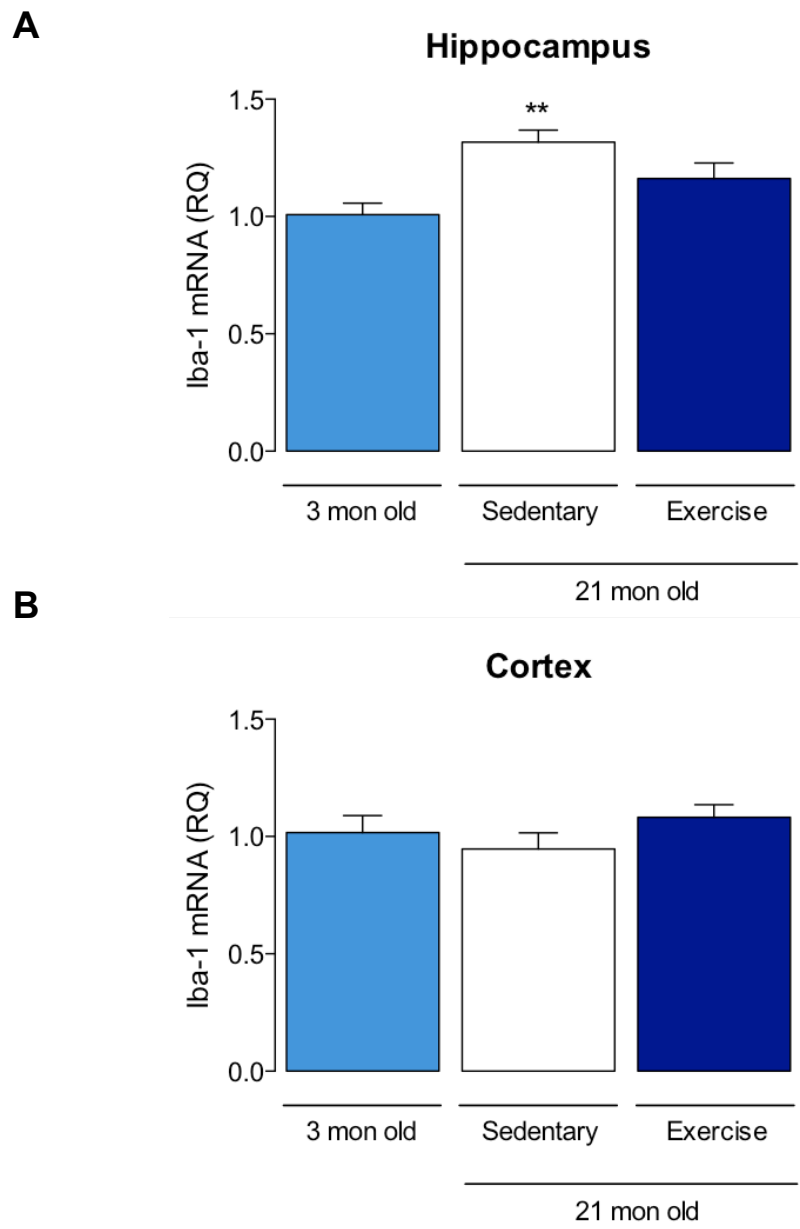 A
Hippocampus
**
Iba-1 mRNA (RQ)
1.5
1.0
0.5
0.0
3 mon old Sedentary Exercise
21 mon old
B
Cortex
Iba-1 mRNA (RQ)
1.5
1.0
0.5
0.0
3 mon old Sedentary Exercise
21 mon old